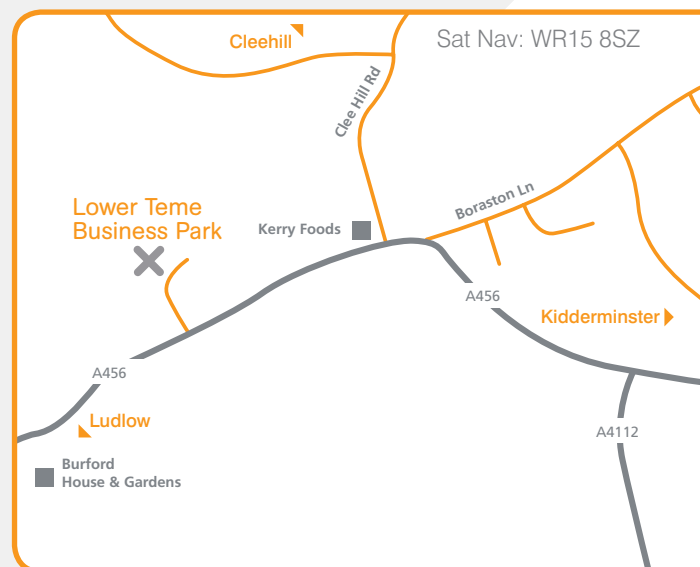 Cleehill
Sat Nav: WR15 8SZ
Clee Hill Rd
Boraston Ln
Lower Teme
Business Park
Kerry Foods
A456
Kidderminster
A456
Ludlow
A4112
Burford
House & Gardens